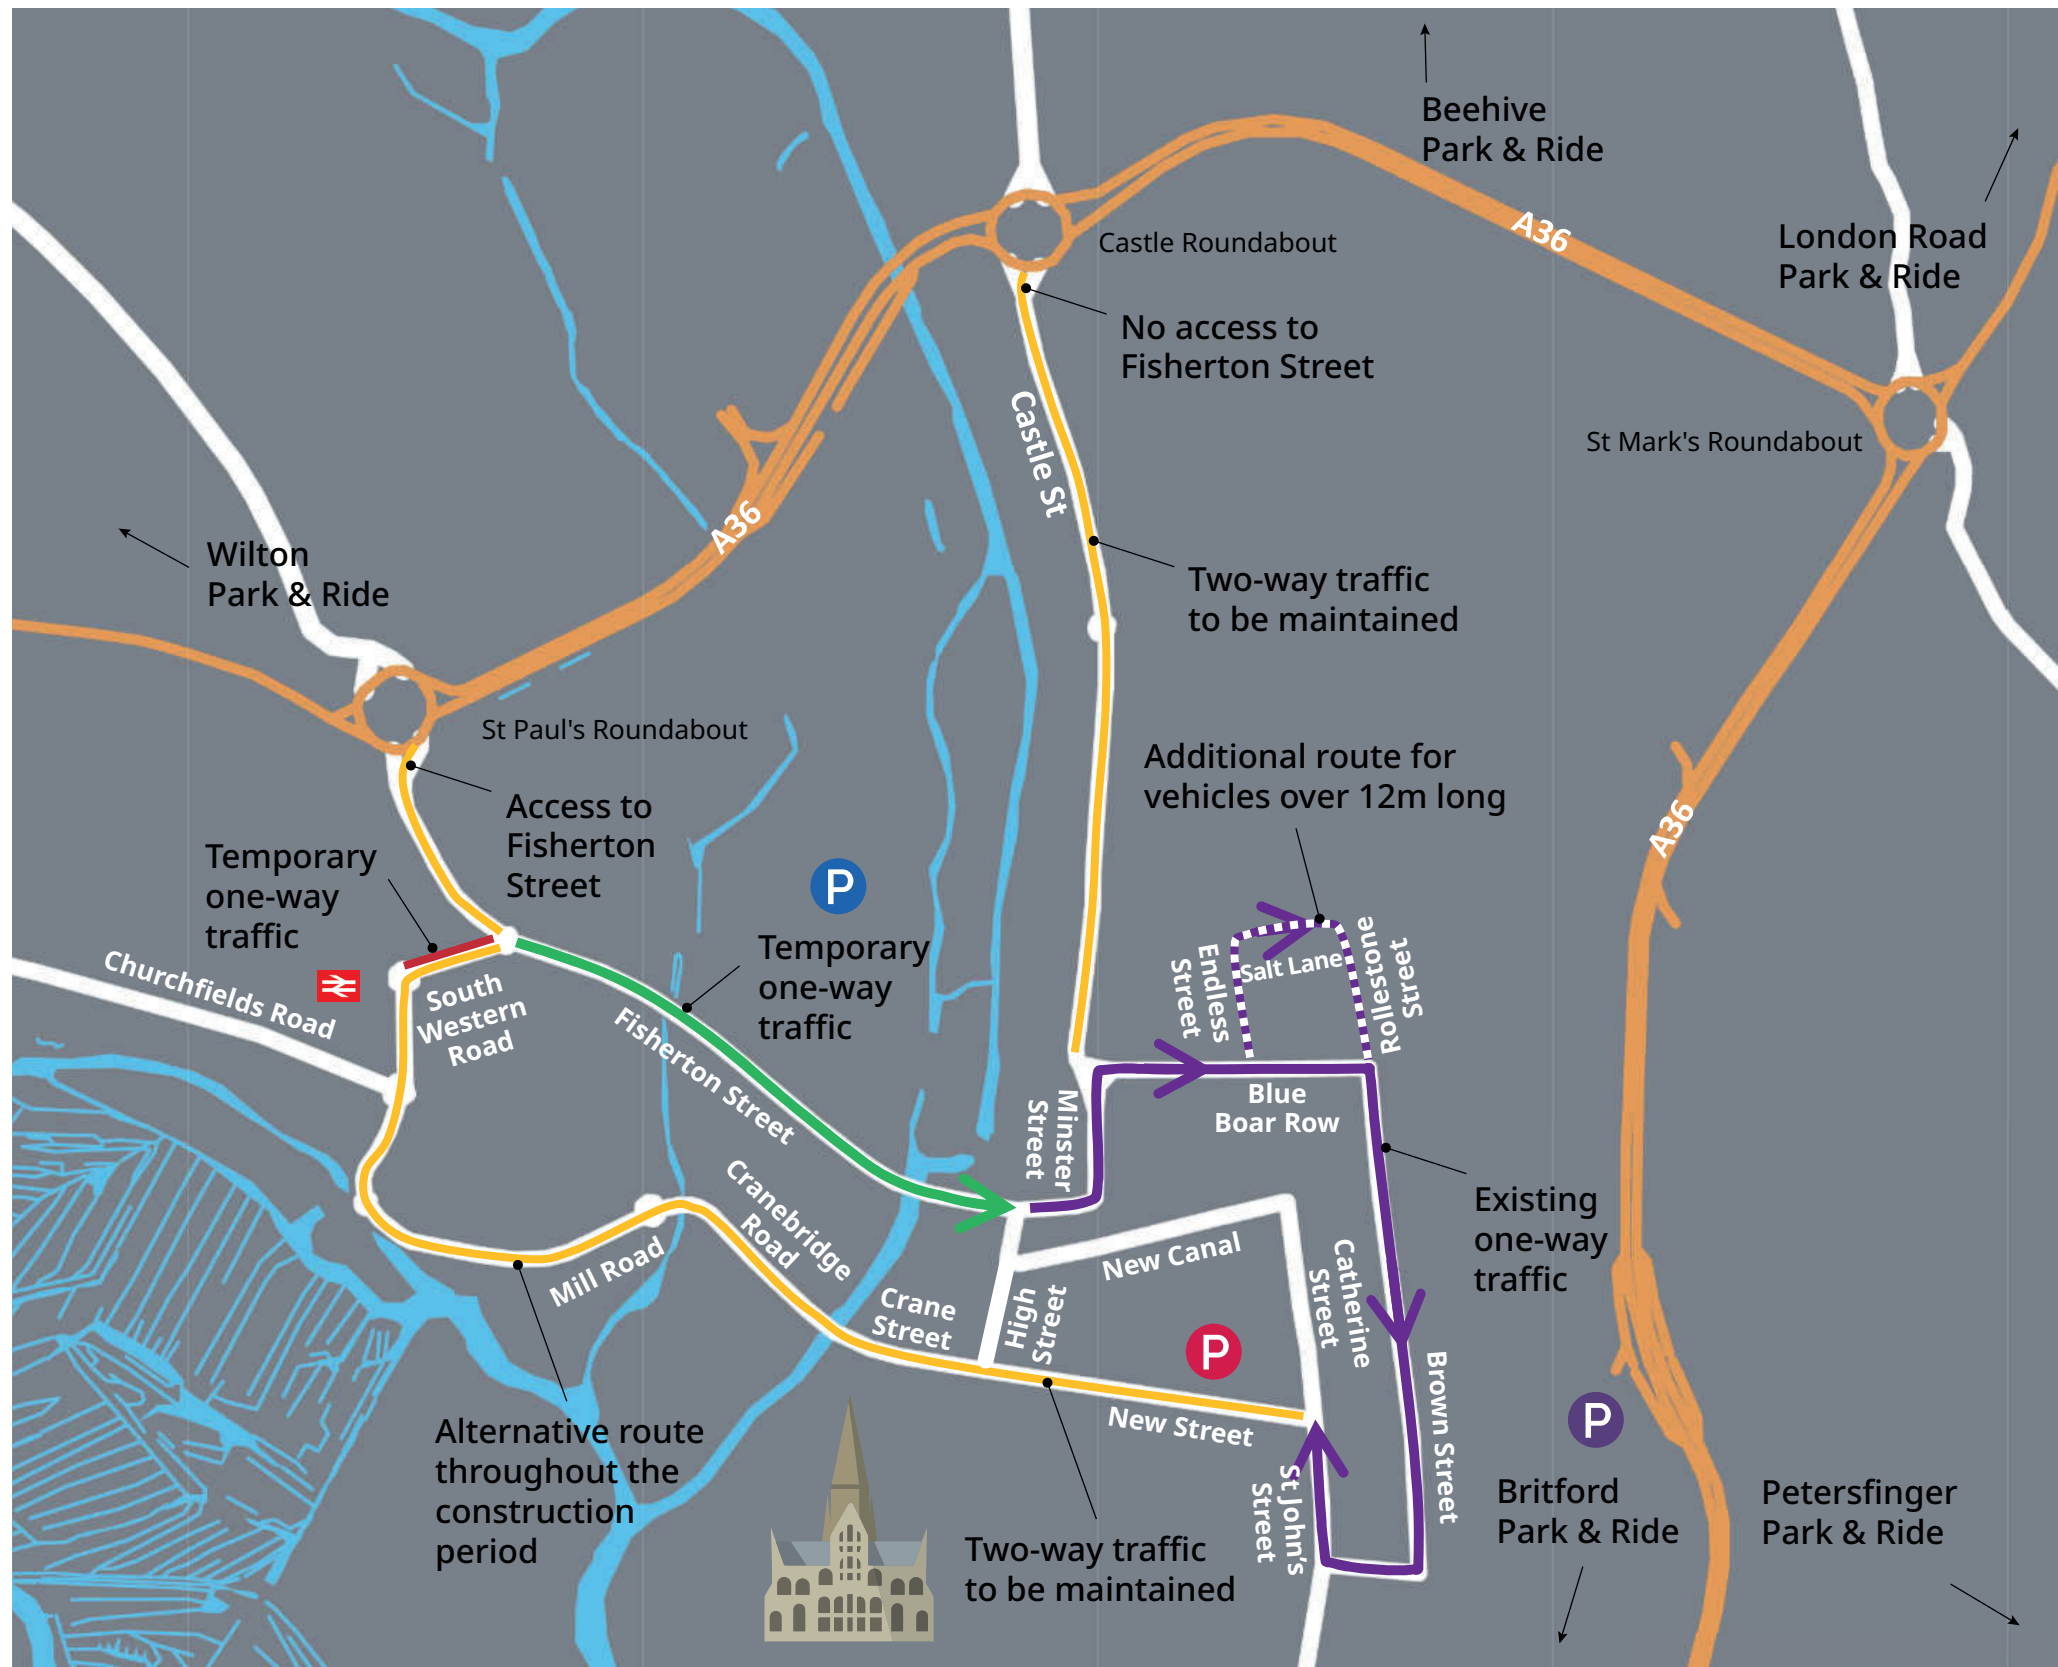 Beehive
Park & Ride
A36
London Road
Park & Ride
Castle Roundabout
No access to
Fisherton Street
Castle St
St Mark's Roundabout
A36
Wilton
Park & Ride
Two-way traffic
to be maintained
St Paul's Roundabout
Additional route for
vehicles over 12m long
A36
Access to
Fisherton
Street
Temporary
one-way
traffic
P
Temporary
one-way
traffic
Churchfields Road
South
Western
Road
Fisherton Street
Endless
Street
Salt Lane
Rollestone
Street
Minster
Street
Blue
Boar Row
Existing
one-way
traffic
Cranebridge
Road
Mill Road
New Canal
Catherine
Street
Crane
Street
High
Street
P
Brown Street
New Street
P
Alternative route
throughout the
construction
period
St John's
Street
Britford
Park & Ride
Petersfinger
Park & Ride
Two-way traffic
to be maintained